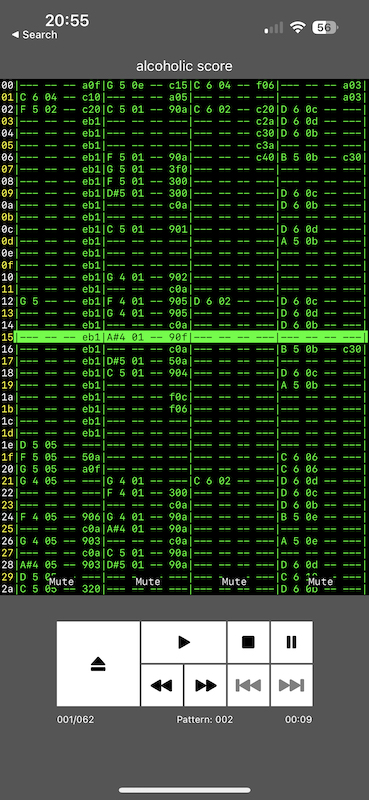 20:55
56
◀ Search
alcoholic score
00|--- -- -- a0f|G 5 0e -- c15|C 6 04 -- f06|--- -- -- a03|
01|C 6 04 -- c10|--- -- -- a05|--- -- -- ---|--- -- -- a03|
02|F 5 02 -- c20|D 5 01 -- 90a|C 6 02 -- c20|D 6 0c -- ---|
03|--- -- -- eb1|--- -- -- ---|--- -- -- c2a|D 6 0d -- ---|
04|--- -- -- eb1|--- -- -- ---|--- -- -- c30|D 6 0b -- ---|
05|--- -- -- eb1|--- -- -- ---|--- -- -- c3a|--- -- -- ---|
06|--- -- -- eb1|F 5 01 -- 90a|--- -- -- c40|B 5 0b -- c30|
07|--- -- -- eb1|G 5 01 -- 3f0|--- -- -- ---|--- -- -- ---|
08|--- -- -- eb1|F 5 01 -- 300|--- -- -- ---|--- -- -- ---|
09|--- -- -- eb1|D#5 01 -- 300|--- -- -- ---|D 6 0c -- ---|
0a|--- -- -- eb1|--- -- -- c0a|--- -- -- ---|D 6 0b -- ---|
0b|--- -- -- eb1|--- -- -- ---|--- -- -- ---|--- -- -- ---|
0c|--- -- -- eb1|C 5 01 -- 901|--- -- -- ---|D 6 0d -- ---|
0d|--- -- -- eb1|--- -- -- ---|--- -- -- ---|A 5 0b -- ---|
0e|--- -- -- eb1|--- -- -- ---|--- -- -- ---|--- -- -- ---|
0f|--- -- -- eb1|--- -- -- ---|--- -- -- ---|--- -- -- ---|
10|--- -- -- eb1|G 4 01 -- 902|--- -- -- ---|--- -- -- ---|
11|--- -- -- eb1|--- -- -- c0a|--- -- -- ---|--- -- -- ---|
12|G 5 -- eb1|F 4 01 -- 905|D 6 02 -- ---|D 6 0c -- ---|
13|--- -- -- eb1|G 4 01 -- 905|--- -- -- ---|D 6 0d -- ---|
14|--- -- -- eb1|--- -- -- c0a|--- -- -- ---|D 6 0b -- ---|
15|--- -- -- eb1|A#4 01 -- 90f|--- -- -- ---|--- -- -- ---|
16|--- -- -- eb1|--- -- -- c0a|--- -- -- ---|B 5 0b -- c30|
17|--- -- -- eb1|D#5 01 -- 50a|--- -- -- ---|--- -- -- ---|
18|--- -- -- eb1|C 5 01 -- 904|--- -- -- ---|D 6 0c -- ---|
19|--- -- -- eb1|--- -- -- ---|--- -- -- ---|A 5 0b -- ---|
1a|--- -- -- eb1|--- -- -- f0c|--- -- -- ---|--- -- -- ---|
1b|--- -- -- eb1|--- -- -- f06|--- -- -- ---|--- -- -- ---|
1c|--- -- -- eb1|--- -- -- ---|--- -- -- ---|--- -- -- ---|
1d|--- -- -- eb1|--- -- -- ---|--- -- -- ---|--- -- -- ---|
1e|D 5 05 -- ---|--- -- -- ---|--- -- -- ---|--- -- -- ---|
1f|F 5 05 -- 50a|--- -- -- ---|--- -- -- ---|C 6 06 -- ---|
20|G 5 05 -- a0f|--- -- -- ---|--- -- -- ---|C 6 06 -- ---|
21|G 4 05 -- ---|G 4 01 -- ---|C 6 02 -- ---|D 6 0d -- ---|
22|--- -- -- ---|F 4 01 -- 300|--- -- -- ---|D 6 0c -- ---|
23|--- -- -- ---|--- -- -- c0a|--- -- -- ---|D 6 0b -- ---|
24|F 4 05 -- 906|G 4 01 -- 90a|--- -- -- ---|B 5 0e -- ---|
25|--- -- -- c0a|A#4 01 -- 90a|--- -- -- ---|--- -- -- ---|
26|G 4 05 -- 903|--- -- -- c0a|--- -- -- ---|A 5 0e -- ---|
27|--- -- -- c0a|C 5 01 -- 90a|--- -- -- ---|--- -- -- ---|
28|A#4 05 -- 903|D#5 01 -- 90a|--- -- -- ---|D 6 0d -- ---|
29|D 5 05
Mute Mute Mute Mute
2a|C 5 05 -- 320|--- -- -- ---|--- -- -- ---|D 6 0b -- ---|
001/062 Pattern: 002 00:09